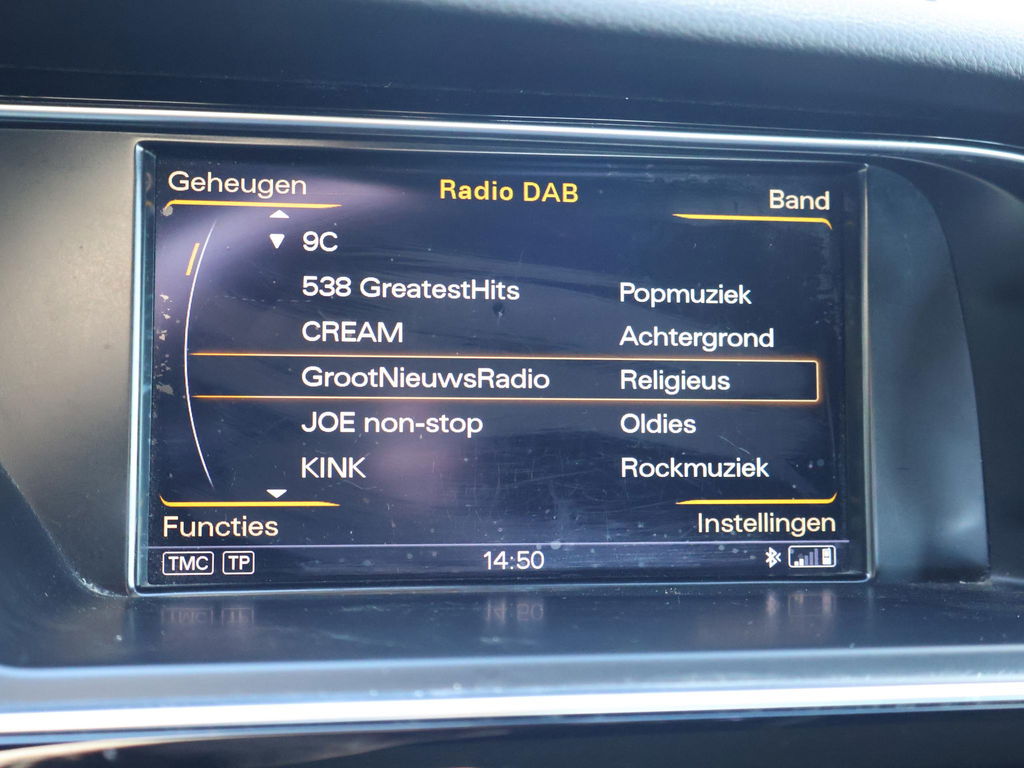 Geheugen Radio DAB Band
9C
538 GreatestHits Popmuziek
CREAM Achtergrond
GrootNieuwsRadio Religieus
JOE non-stop Oldies
KINK Rockmuziek
Functies Instellingen
TMC TP 14:50